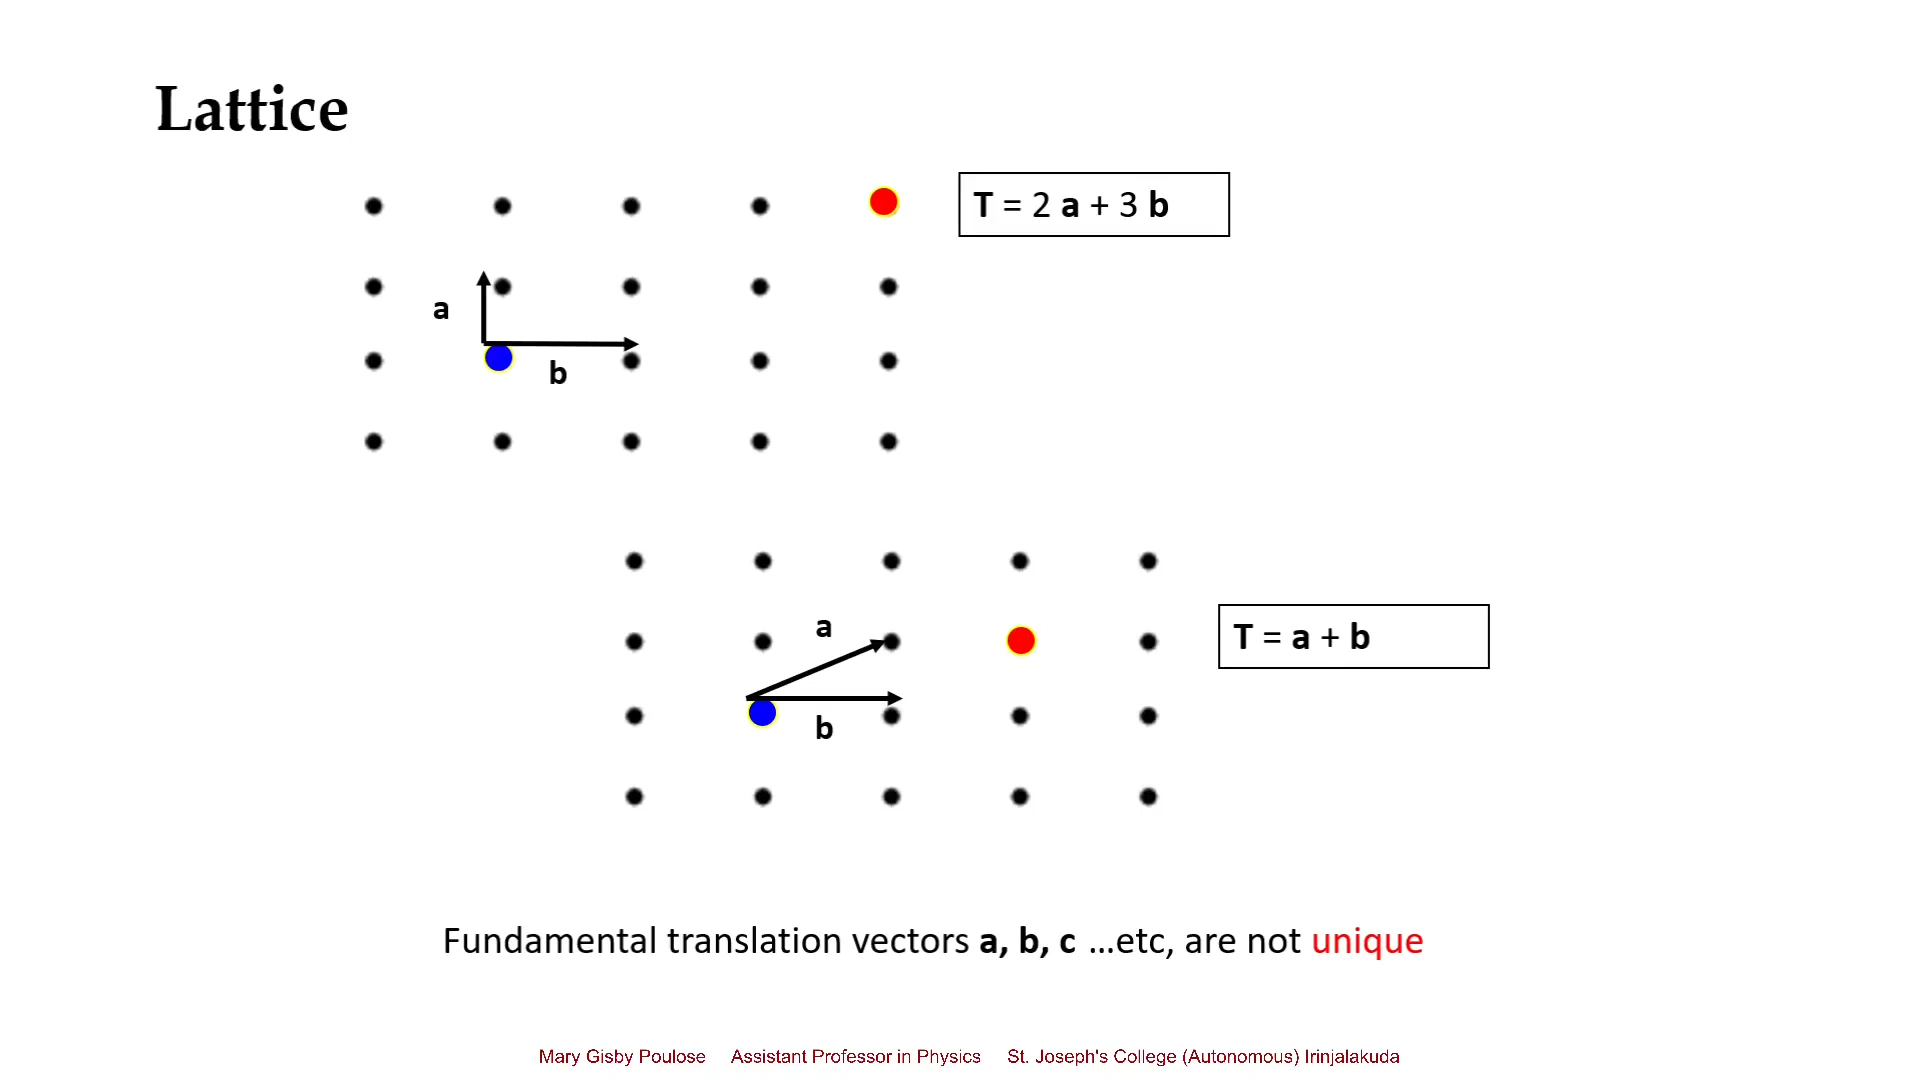 Lattice
T = 2 a + 3 b
a
b
a
T = a + b
b
Fundamental translation vectors a, b, c ...etc, are not unique
Mary Gisby Poulose Assistant Professor in Physics St. Joseph's College (Autonomous) Irinjalakuda